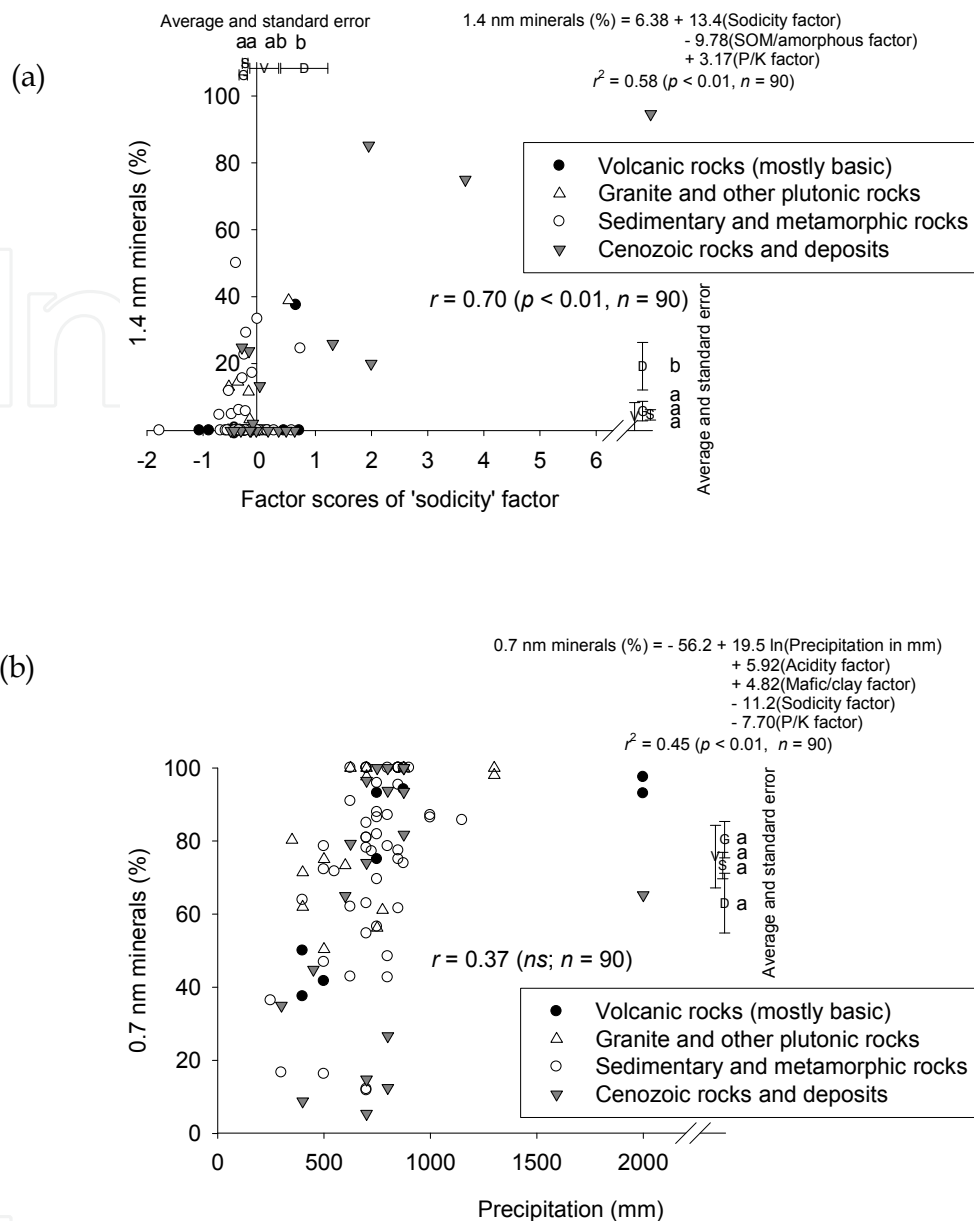 Average and standard error
aa ab b
S
G V D
1.4 nm minerals (%) = 6.38 + 13.4(Sodicity factor)
- 9.78(SOM/amorphous factor)
+ 3.17(P/K factor)
r² = 0.58 (p < 0.01, n = 90)
(a)
1.4 nm minerals (%)
100
80
60
40
20
0
Volcanic rocks (mostly basic)
Granite and other plutonic rocks
Sedimentary and metamorphic rocks
Cenozoic rocks and deposits
r = 0.70 (p < 0.01, n = 90)
D b
a
G a
V S a
Average and standard error
-2 -1 0 1 2 3 4 5 6
Factor scores of 'sodicity' factor
0.7 nm minerals (%) = - 56.2 + 19.5 ln(Precipitation in mm)
+ 5.92(Acidity factor)
+ 4.82(Mafic/clay factor)
- 11.2(Sodicity factor)
- 7.70(P/K factor)
r² = 0.45 (p < 0.01, n = 90)
(b)
0.7 nm minerals (%)
100
80
60
40
20
0
G a
V a
S a
D a
Average and standard error
r = 0.37 (ns; n = 90)
Volcanic rocks (mostly basic)
Granite and other plutonic rocks
Sedimentary and metamorphic rocks
Cenozoic rocks and deposits
0 500 1000 1500 2000
Precipitation (mm)